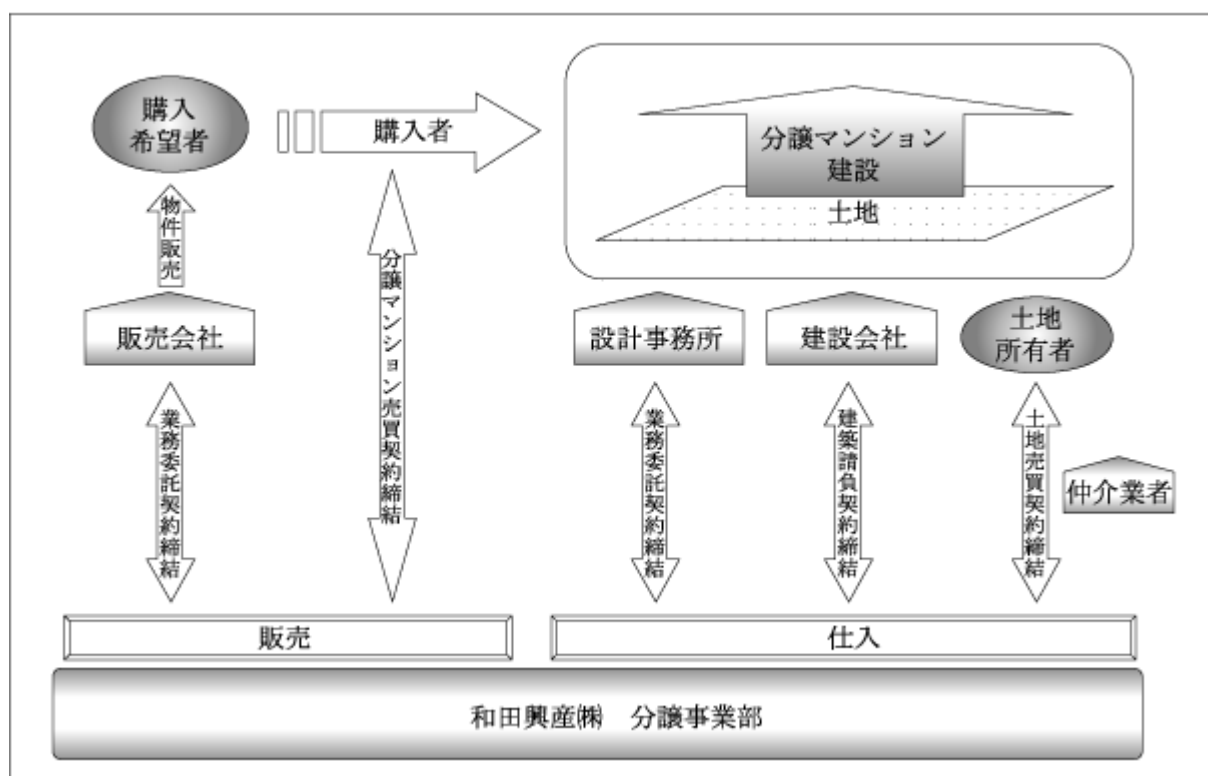 購入
希望者
購入者
分譲マンション
建設
土地
物件販売
分譲マンション売買契約締結
販売会社
設計事務所
建設会社
土地
所有者
業務委託契約締結
業務委託契約締結
建築請負契約締結
土地売買契約締結
仲介業者
販売
仕入
和田興産㈱　分譲事業部